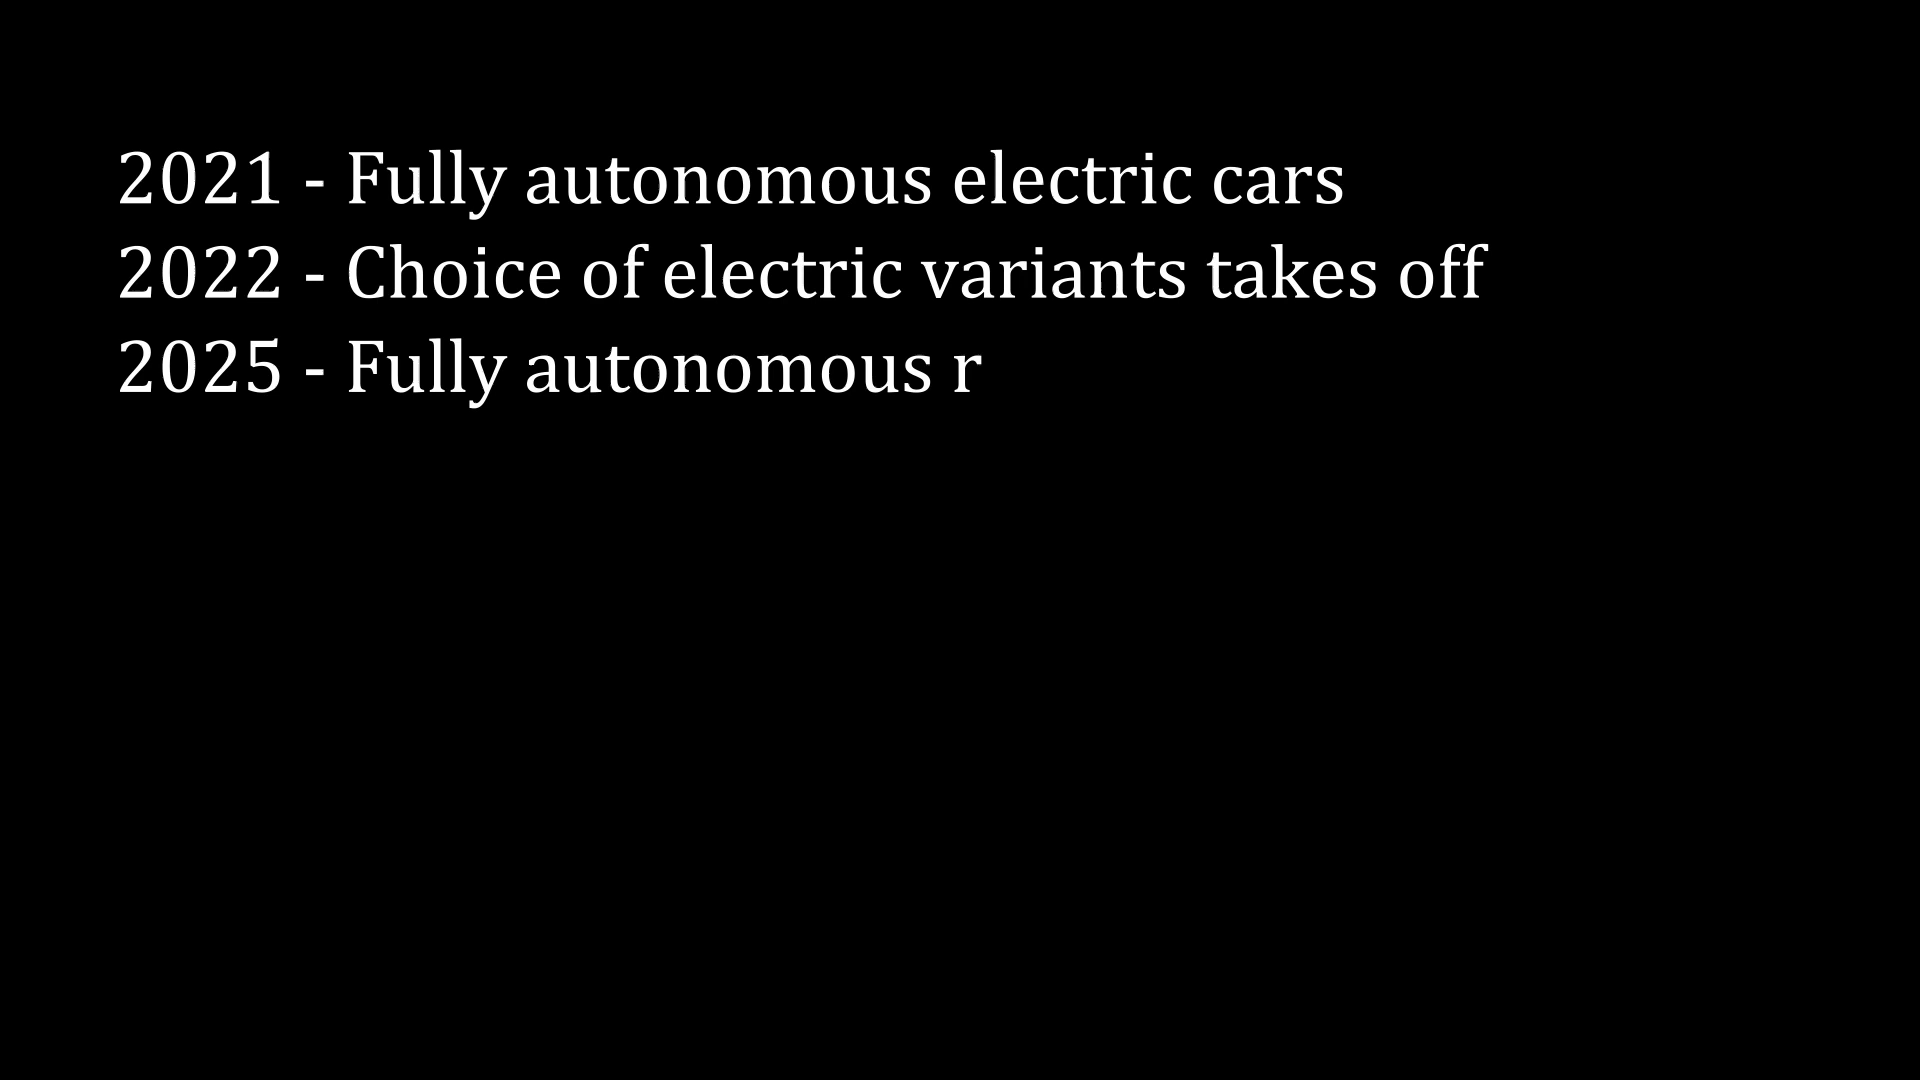 2021 - Fully autonomous electric cars
2022 - Choice of electric variants takes off
2025 - Fully autonomous r